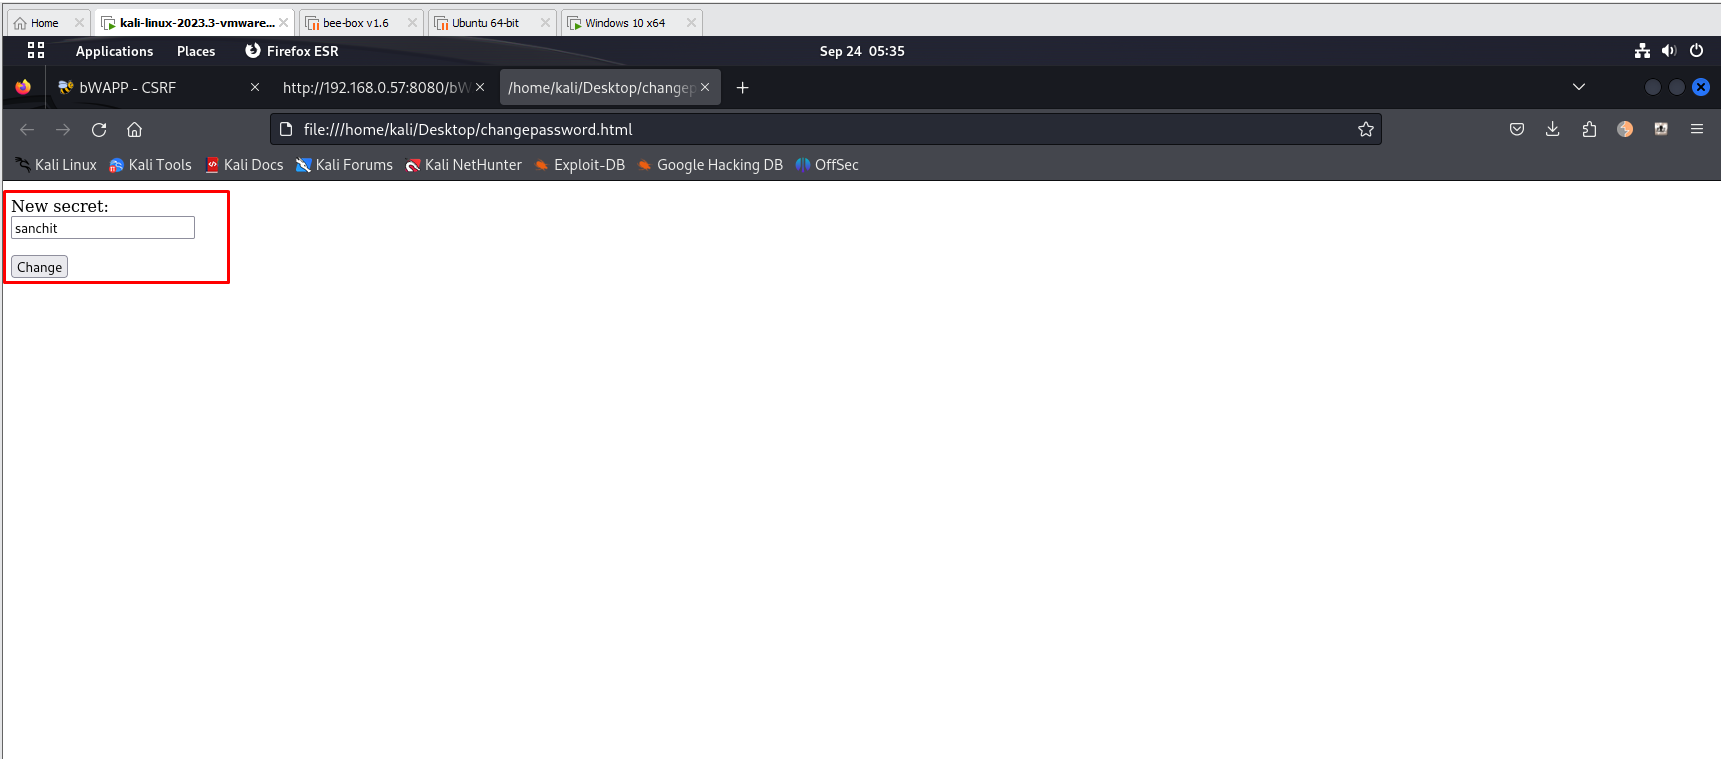 Home
kali-linux-2023.3-vmware...
bee-box v1.6
Ubuntu 64-bit
Windows 10 x64
Applications Places Firefox ESR Sep 24 05:35
bWAPP - CSRF
http://192.168.0.57:8080/bW
/home/kali/Desktop/changep
file:///home/kali/Desktop/changepassword.html
Kali Linux Kali Tools Kali Docs Kali Forums Kali NetHunter Exploit-DB Google Hacking DB OffSec
New secret:
sanchit
Change